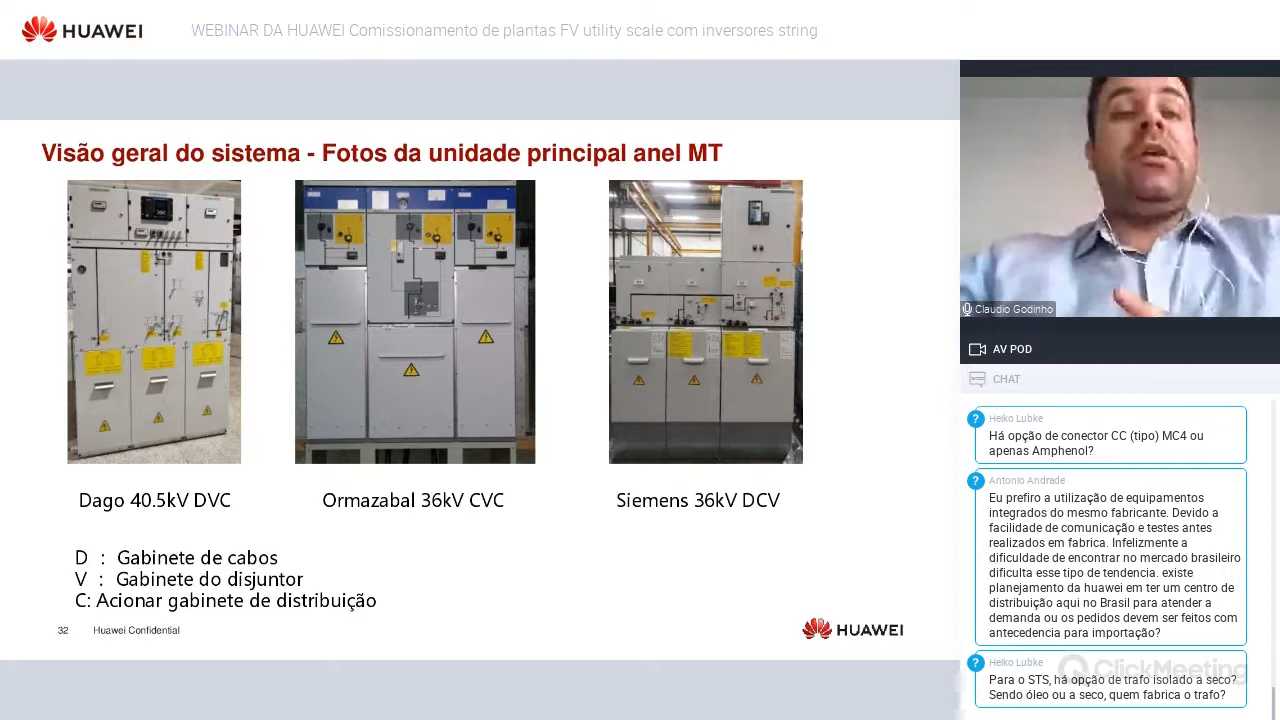 HUAWEI
WEBINAR DA HUAWEI Comissionamento de plantas FV utility scale com inversores string
Visão geral do sistema - Fotos da unidade principal anel MT
Dago 40.5kV DVC
Ormazabal 36kV CVC
Siemens 36kV DCV
D : Gabinete de cabos
V : Gabinete do disjuntor
C: Acionar gabinete de distribuição
32
Huawei Confidential
HUAWEI
Claudio Godinho
AV POD
CHAT
?
Heiko Lubke
Há opção de conector CC (tipo) MC4 ou
apenas Amphenol?
?
Antonio Andrade
Eu prefiro a utilização de equipamentos
integrados do mesmo fabricante. Devido a
facilidade de comunicação e testes antes
realizados em fabrica. Infelizmente a
dificuldade de encontrar no mercado brasileiro
dificulta esse tipo de tendencia. existe
planejamento da huawei em ter um centro de
distribuição aqui no Brasil para atender a
demanda ou os pedidos devem ser feitos com
antecedencia para importação?
?
Heiko Lubke
Para o STS, há opção de trafo isolado a seco?
Sendo óleo ou a seco, quem fabrica o trafo?
ClickMeeting